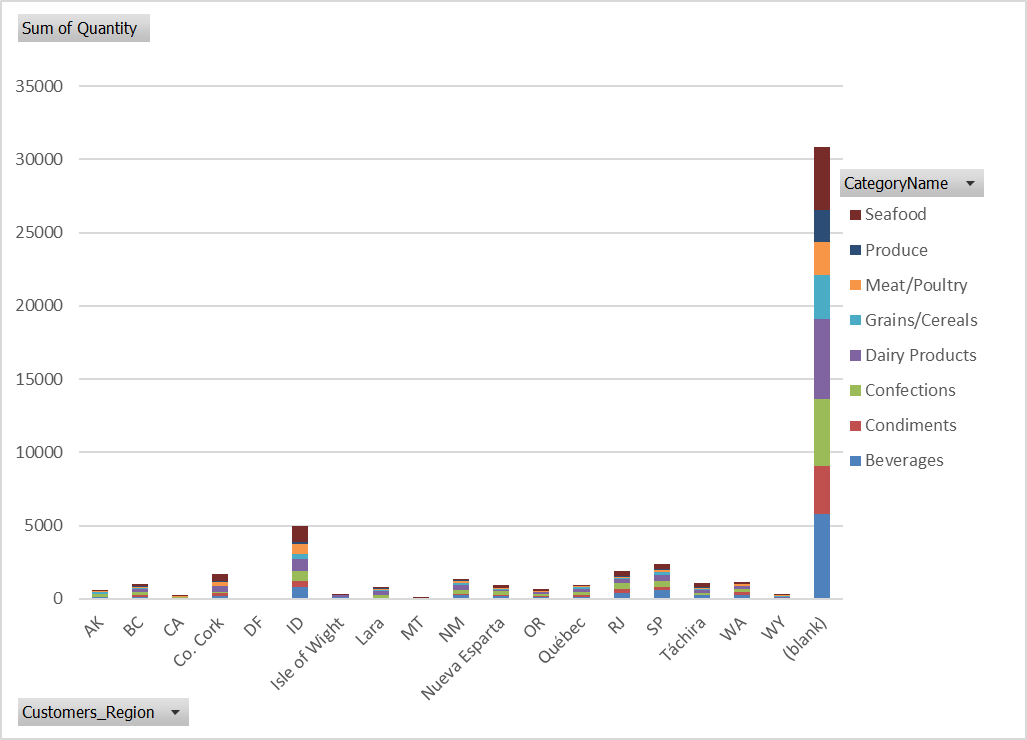 Sum of Quantity
35000
30000
25000
20000
15000
10000
5000
0
AK
BC
CA
Co. Cork
DF
ID
Isle of Wight
Lara
MT
NM
Nueva Esparta
OR
Québec
RJ
SP
Táchira
WA
WY
(blank)
CategoryName
Seafood
Produce
Meat/Poultry
Grains/Cereals
Dairy Products
Confections
Condiments
Beverages
Customers_Region